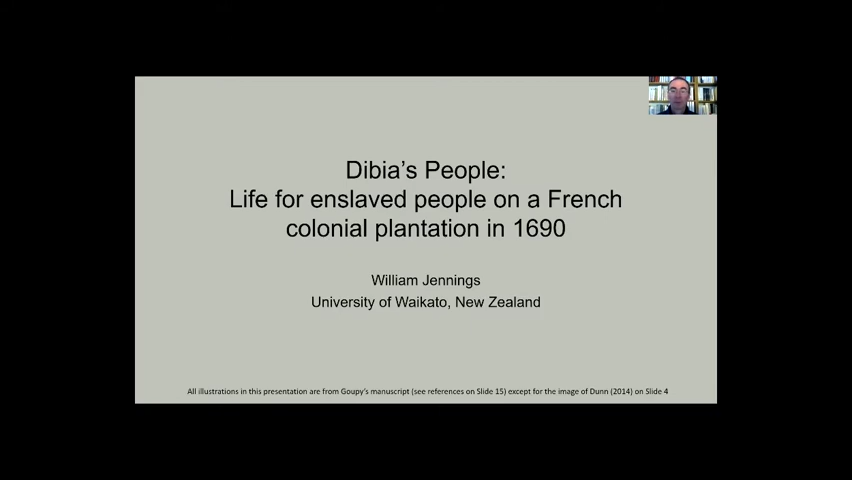 Dibia's People:
Life for enslaved people on a French
colonial plantation in 1690
William Jennings
University of Waikato, New Zealand
All illustrations in this presentation are from Goupy's manuscript (see references on Slide 15) except for the image of Dunn (2014) on Slide 4